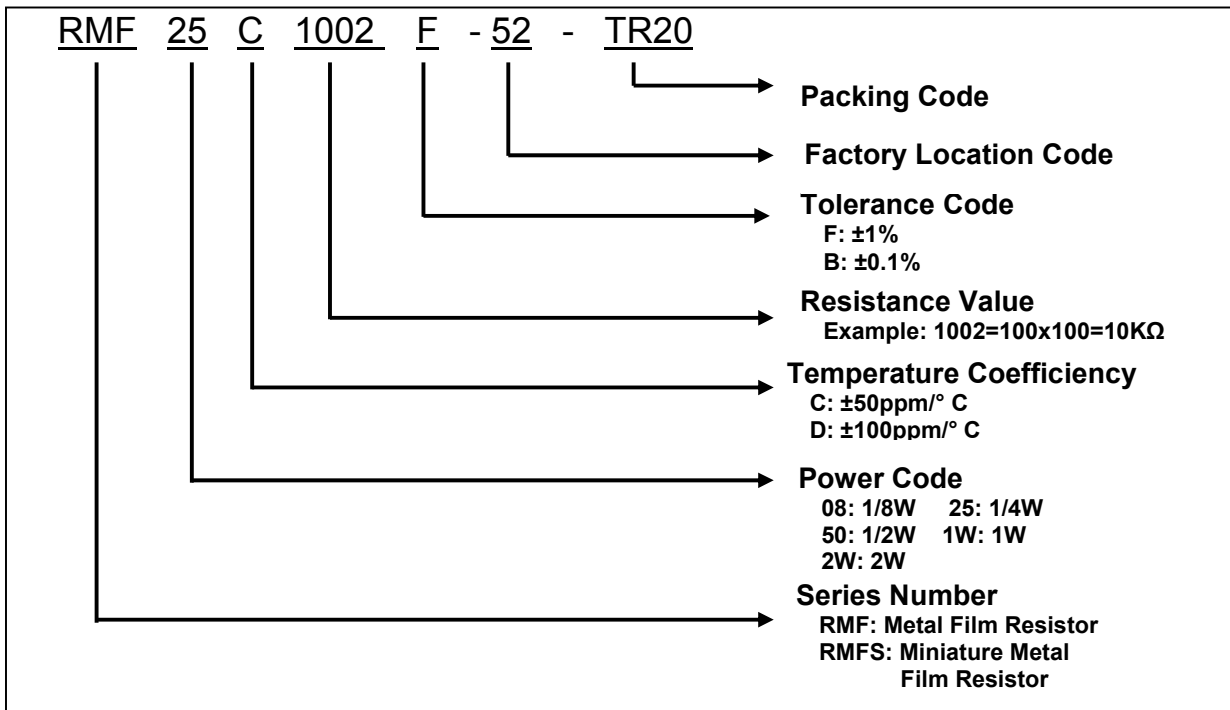 RMF 25 C 1002 F - 52 - TR20
Packing Code
Factory Location Code
Tolerance Code
F: ±1%
B: ±0.1%
Resistance Value
Example: 1002=100x100=10KΩ
Temperature Coefficiency
C: ±50ppm/° C
D: ±100ppm/° C
Power Code
08: 1/8W 25: 1/4W
50: 1/2W 1W: 1W
2W: 2W
Series Number
RMF: Metal Film Resistor
RMFS: Miniature Metal
Film Resistor